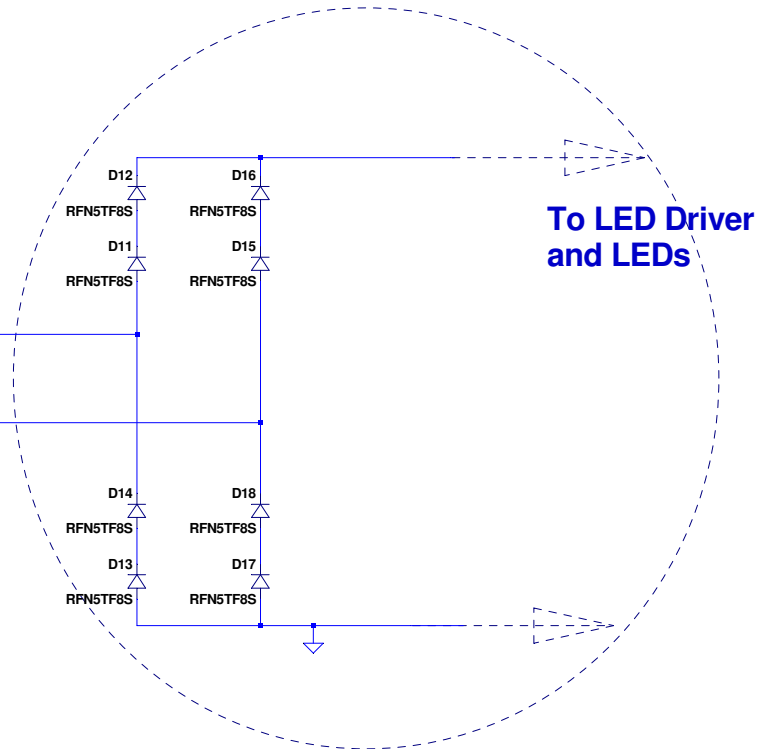 D12
D16
RFN5TF8S
RFN5TF8S
To LED Driver
and LEDs
D11
D15
RFN5TF8S
RFN5TF8S
D14
D18
RFN5TF8S
RFN5TF8S
D13
D17
RFN5TF8S
RFN5TF8S